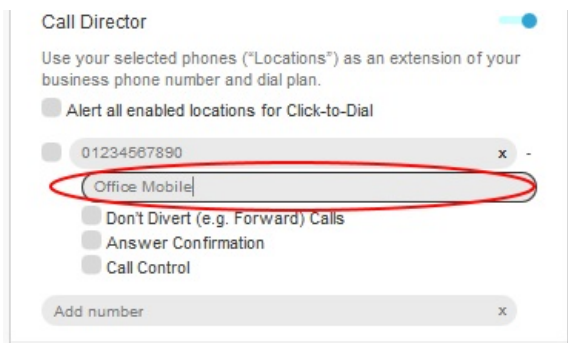 Call Director
Use your selected phones (“Locations”) as an extension of your
business phone number and dial plan.
Alert all enabled locations for Click-to-Dial
01234567890 x -
Office Mobile
Don't Divert (e.g. Forward) Calls
Answer Confirmation
Call Control
Add number x